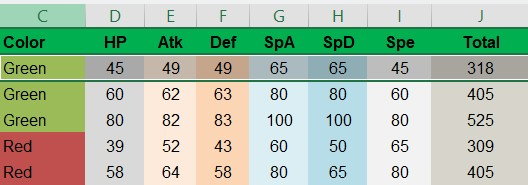 C D E F G H I J
Color HP Atk Def SpA SpD Spe Total
Green 45 49 49 65 65 45 318
Green 60 62 63 80 80 60 405
Green 80 82 83 100 100 80 525
Red 39 52 43 60 50 65 309
Red 58 64 58 80 65 80 405